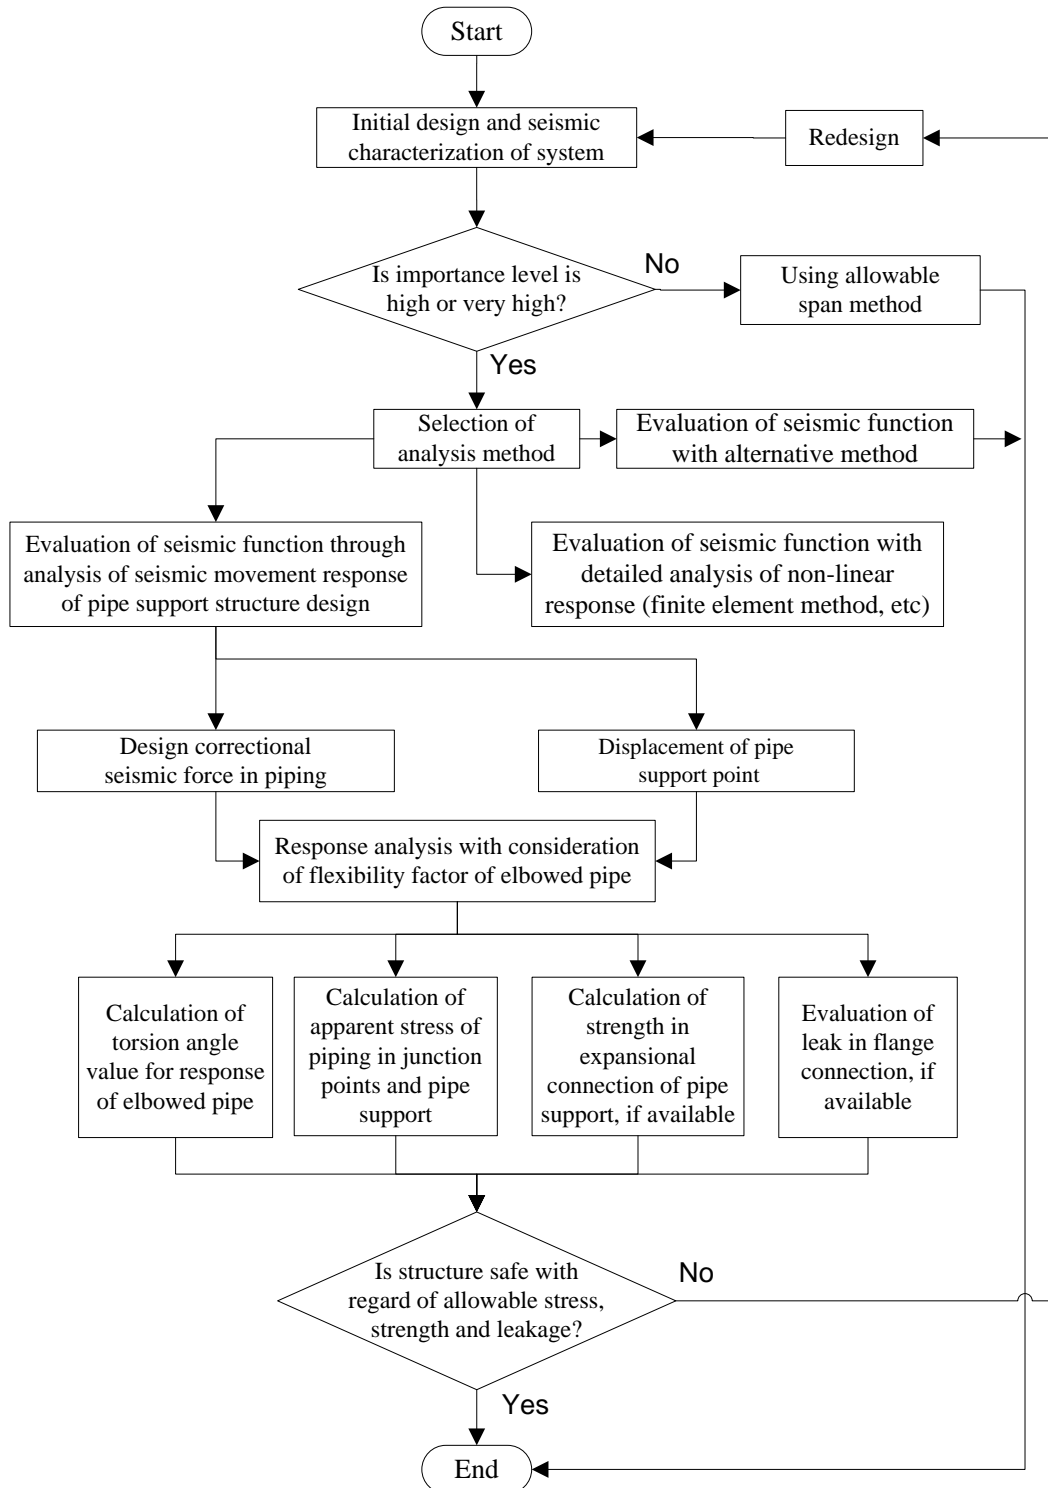 Start
Initial design and seismic
characterization of system
Redesign
Is importance level is
high or very high?
No
Using allowable
span method
Yes
Selection of
analysis method
Evaluation of seismic function
with alternative method
Evaluation of seismic function through
analysis of seismic movement response
of pipe support structure design
Evaluation of seismic function with
detailed analysis of non-linear
response (finite element method, etc)
Design correctional
seismic force in piping
Displacement of pipe
support point
Response analysis with consideration
of flexibility factor of elbowed pipe
Calculation of
torsion angle
value for response
of elbowed pipe
Calculation of
apparent stress of
piping in junction
points and pipe
support
Calculation of
strength in
expansional
connection of pipe
support, if available
Evaluation of
leak in flange
connection, if
available
Is structure safe with
regard of allowable stress,
strength and leakage?
No
Yes
End